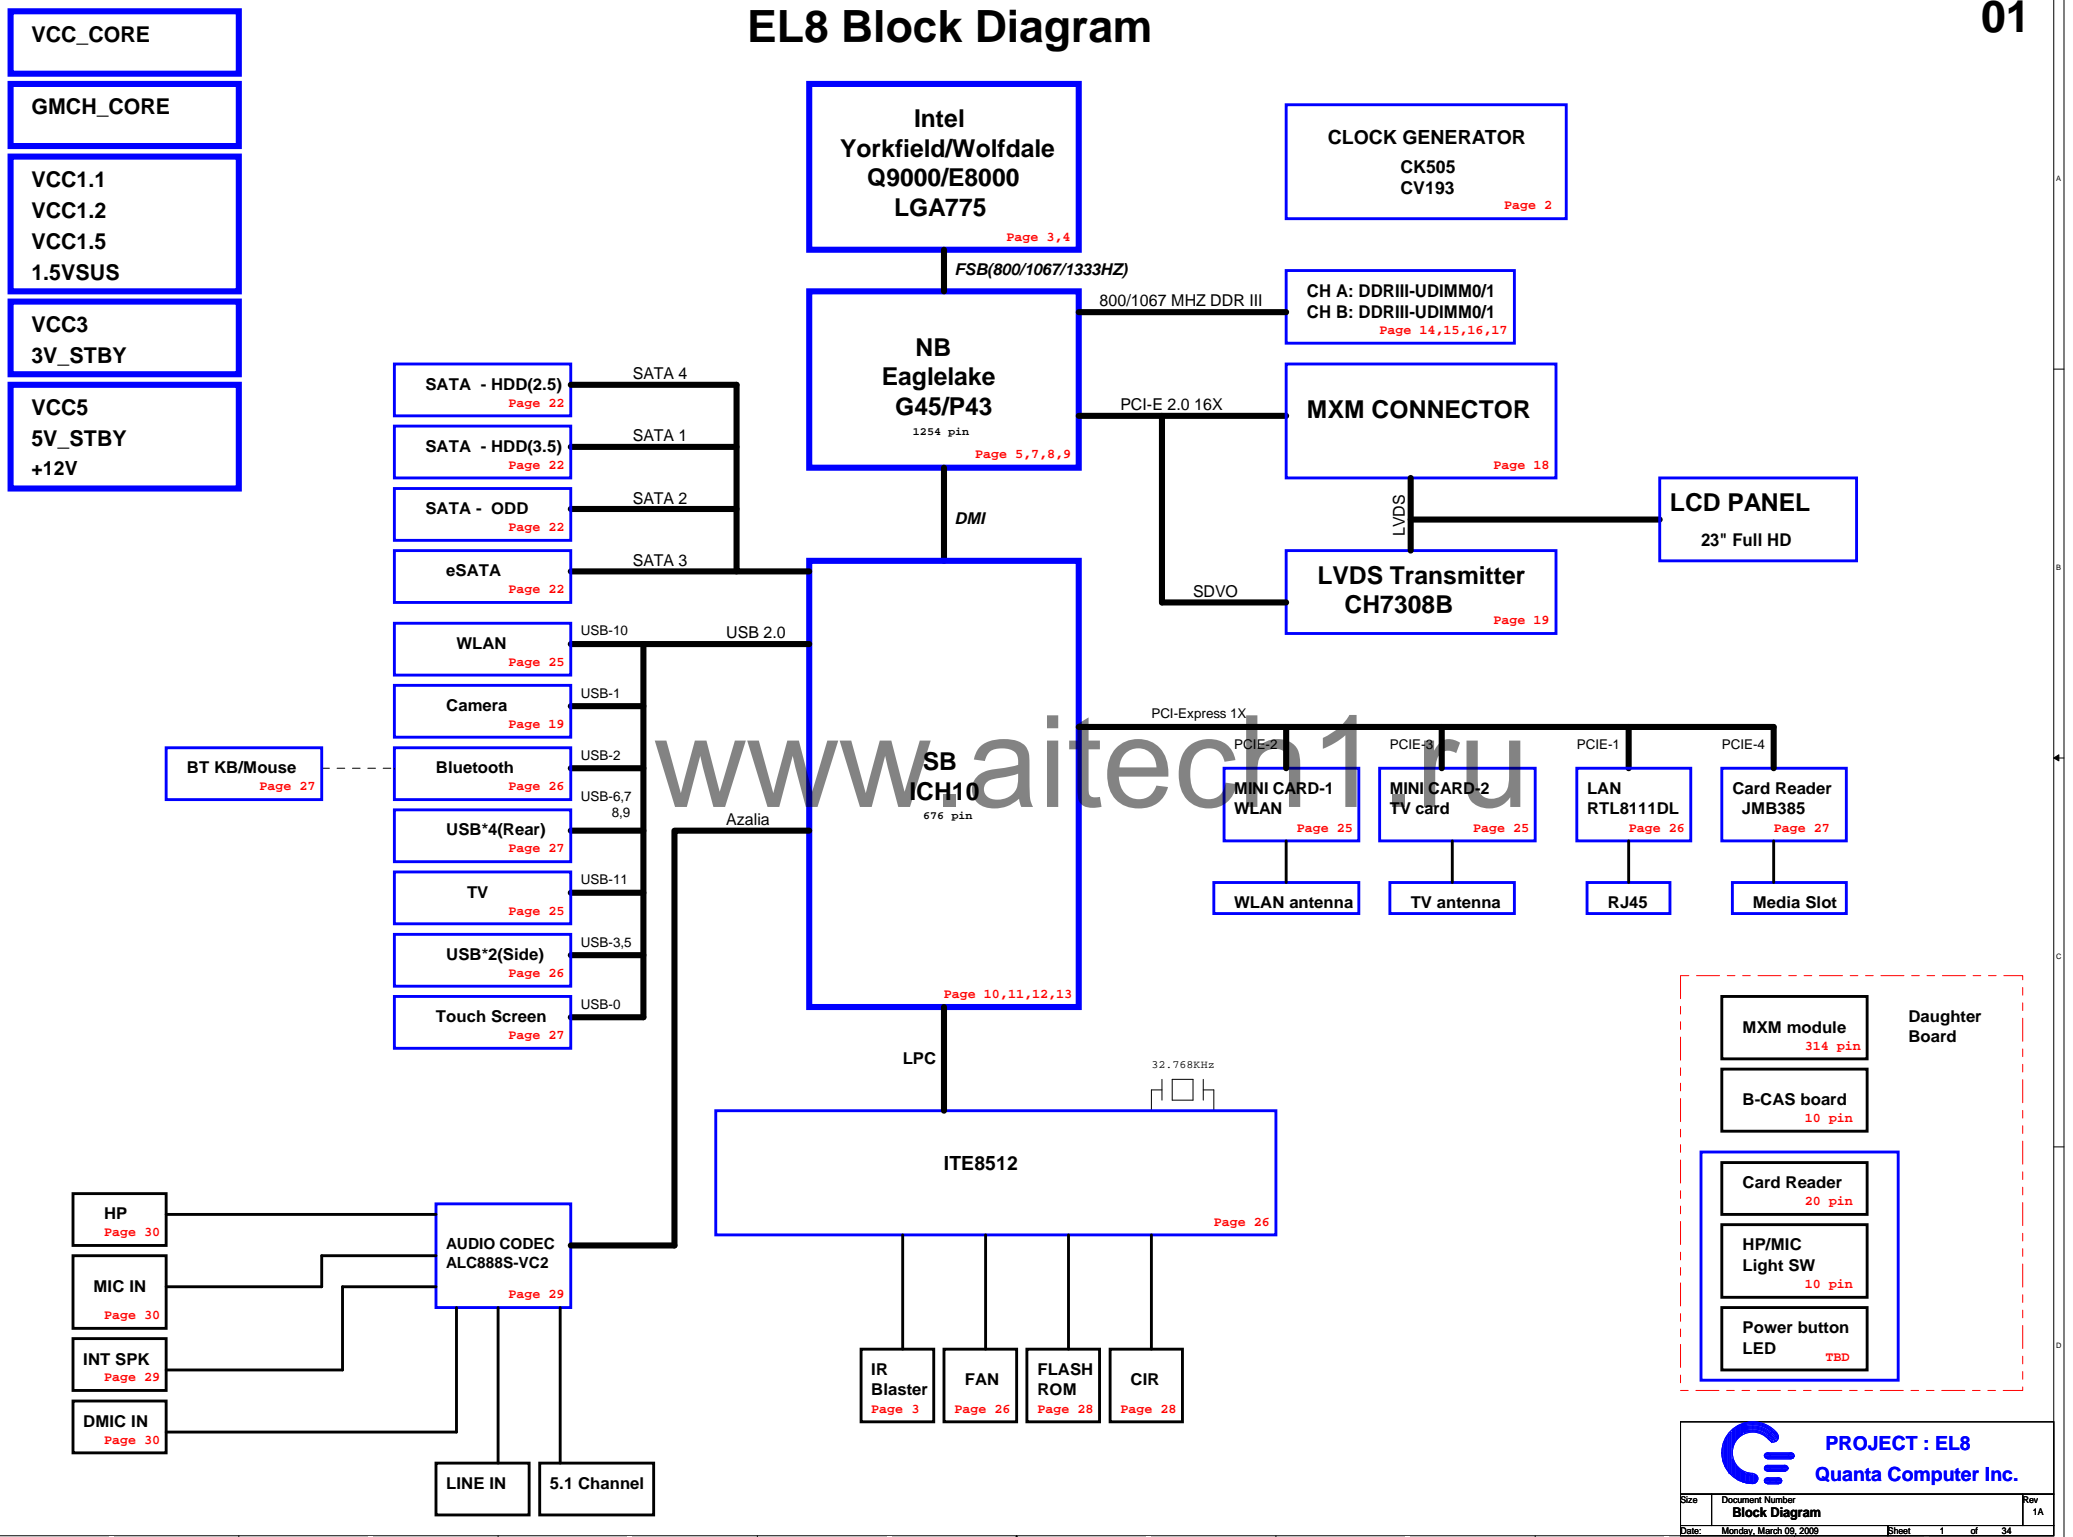 EL8 Block Diagram
01
VCC_CORE
GMCH_CORE
VCC1.1
VCC1.2
VCC1.5
1.5VSUS
VCC3
3V_STBY
VCC5
5V_STBY
+12V
Intel
Yorkfield/Wolfdale
Q9000/E8000
LGA775
Page 3,4
CLOCK GENERATOR
CK505
CV193
Page 2
FSB(800/1067/1333HZ)
NB
Eaglelake
G45/P43
1254 pin
Page 5,7,8,9
800/1067 MHZ DDR III
CH A: DDRIII-UDIMM0/1
CH B: DDRIII-UDIMM0/1
Page 14,15,16,17
PCI-E 2.0 16X
MXM CONNECTOR
Page 18
LVDS
LCD PANEL
23" Full HD
SDVO
LVDS Transmitter
CH7308B
Page 19
DMI
SATA - HDD(2.5)
Page 22
SATA 4
SATA - HDD(3.5)
Page 22
SATA 1
SATA - ODD
Page 22
SATA 2
eSATA
Page 22
SATA 3
WLAN
Page 25
USB-10
USB 2.0
Camera
Page 19
USB-1
BT KB/Mouse
Page 27
Bluetooth
Page 26
USB-2
USB*4(Rear)
Page 27
USB-6,7
8,9
TV
Page 25
USB-11
USB*2(Side)
Page 26
USB-3,5
Touch Screen
Page 27
USB-0
Azalia
SB
ICH10
676 pin
Page 10,11,12,13
www.aitech1.ru
PCI-Express 1X
PCIE-2
PCIE-3
PCIE-1
PCIE-4
MINI CARD-1
WLAN
Page 25
MINI CARD-2
TV card
Page 25
LAN
RTL8111DL
Page 26
Card Reader
JMB385
Page 27
WLAN antenna
TV antenna
RJ45
Media Slot
LPC
32.768KHz
ITE8512
Page 26
IR
Blaster
Page 3
FAN
Page 26
FLASH
ROM
Page 28
CIR
Page 28
HP
Page 30
MIC IN
Page 30
INT SPK
Page 29
DMIC IN
Page 30
AUDIO CODEC
ALC888S-VC2
Page 29
LINE IN
5.1 Channel
Daughter
Board
MXM module
314 pin
B-CAS board
10 pin
Card Reader
20 pin
HP/MIC
Light SW
10 pin
Power button
LED
TBD
A
B
C
D
PROJECT : EL8
Quanta Computer Inc.
Size
Document Number
Rev
Block Diagram
1A
Date:
Monday, March 09, 2009
Sheet
1
of
34